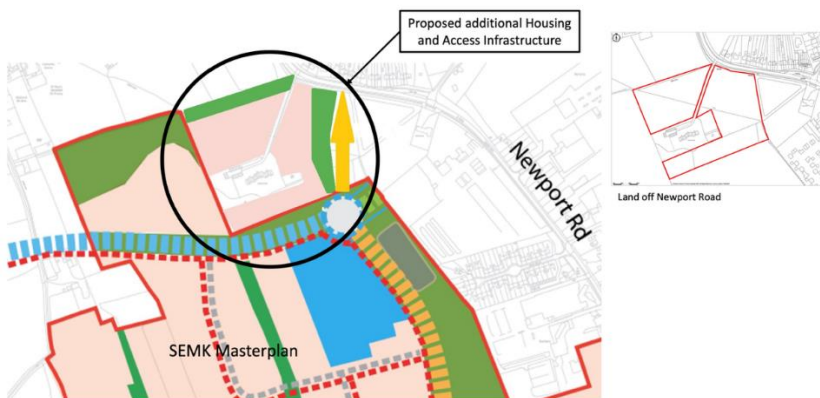 Proposed additional Housing
and Access Infrastructure
Newport Rd
SEMK Masterplan
Land off Newport Road